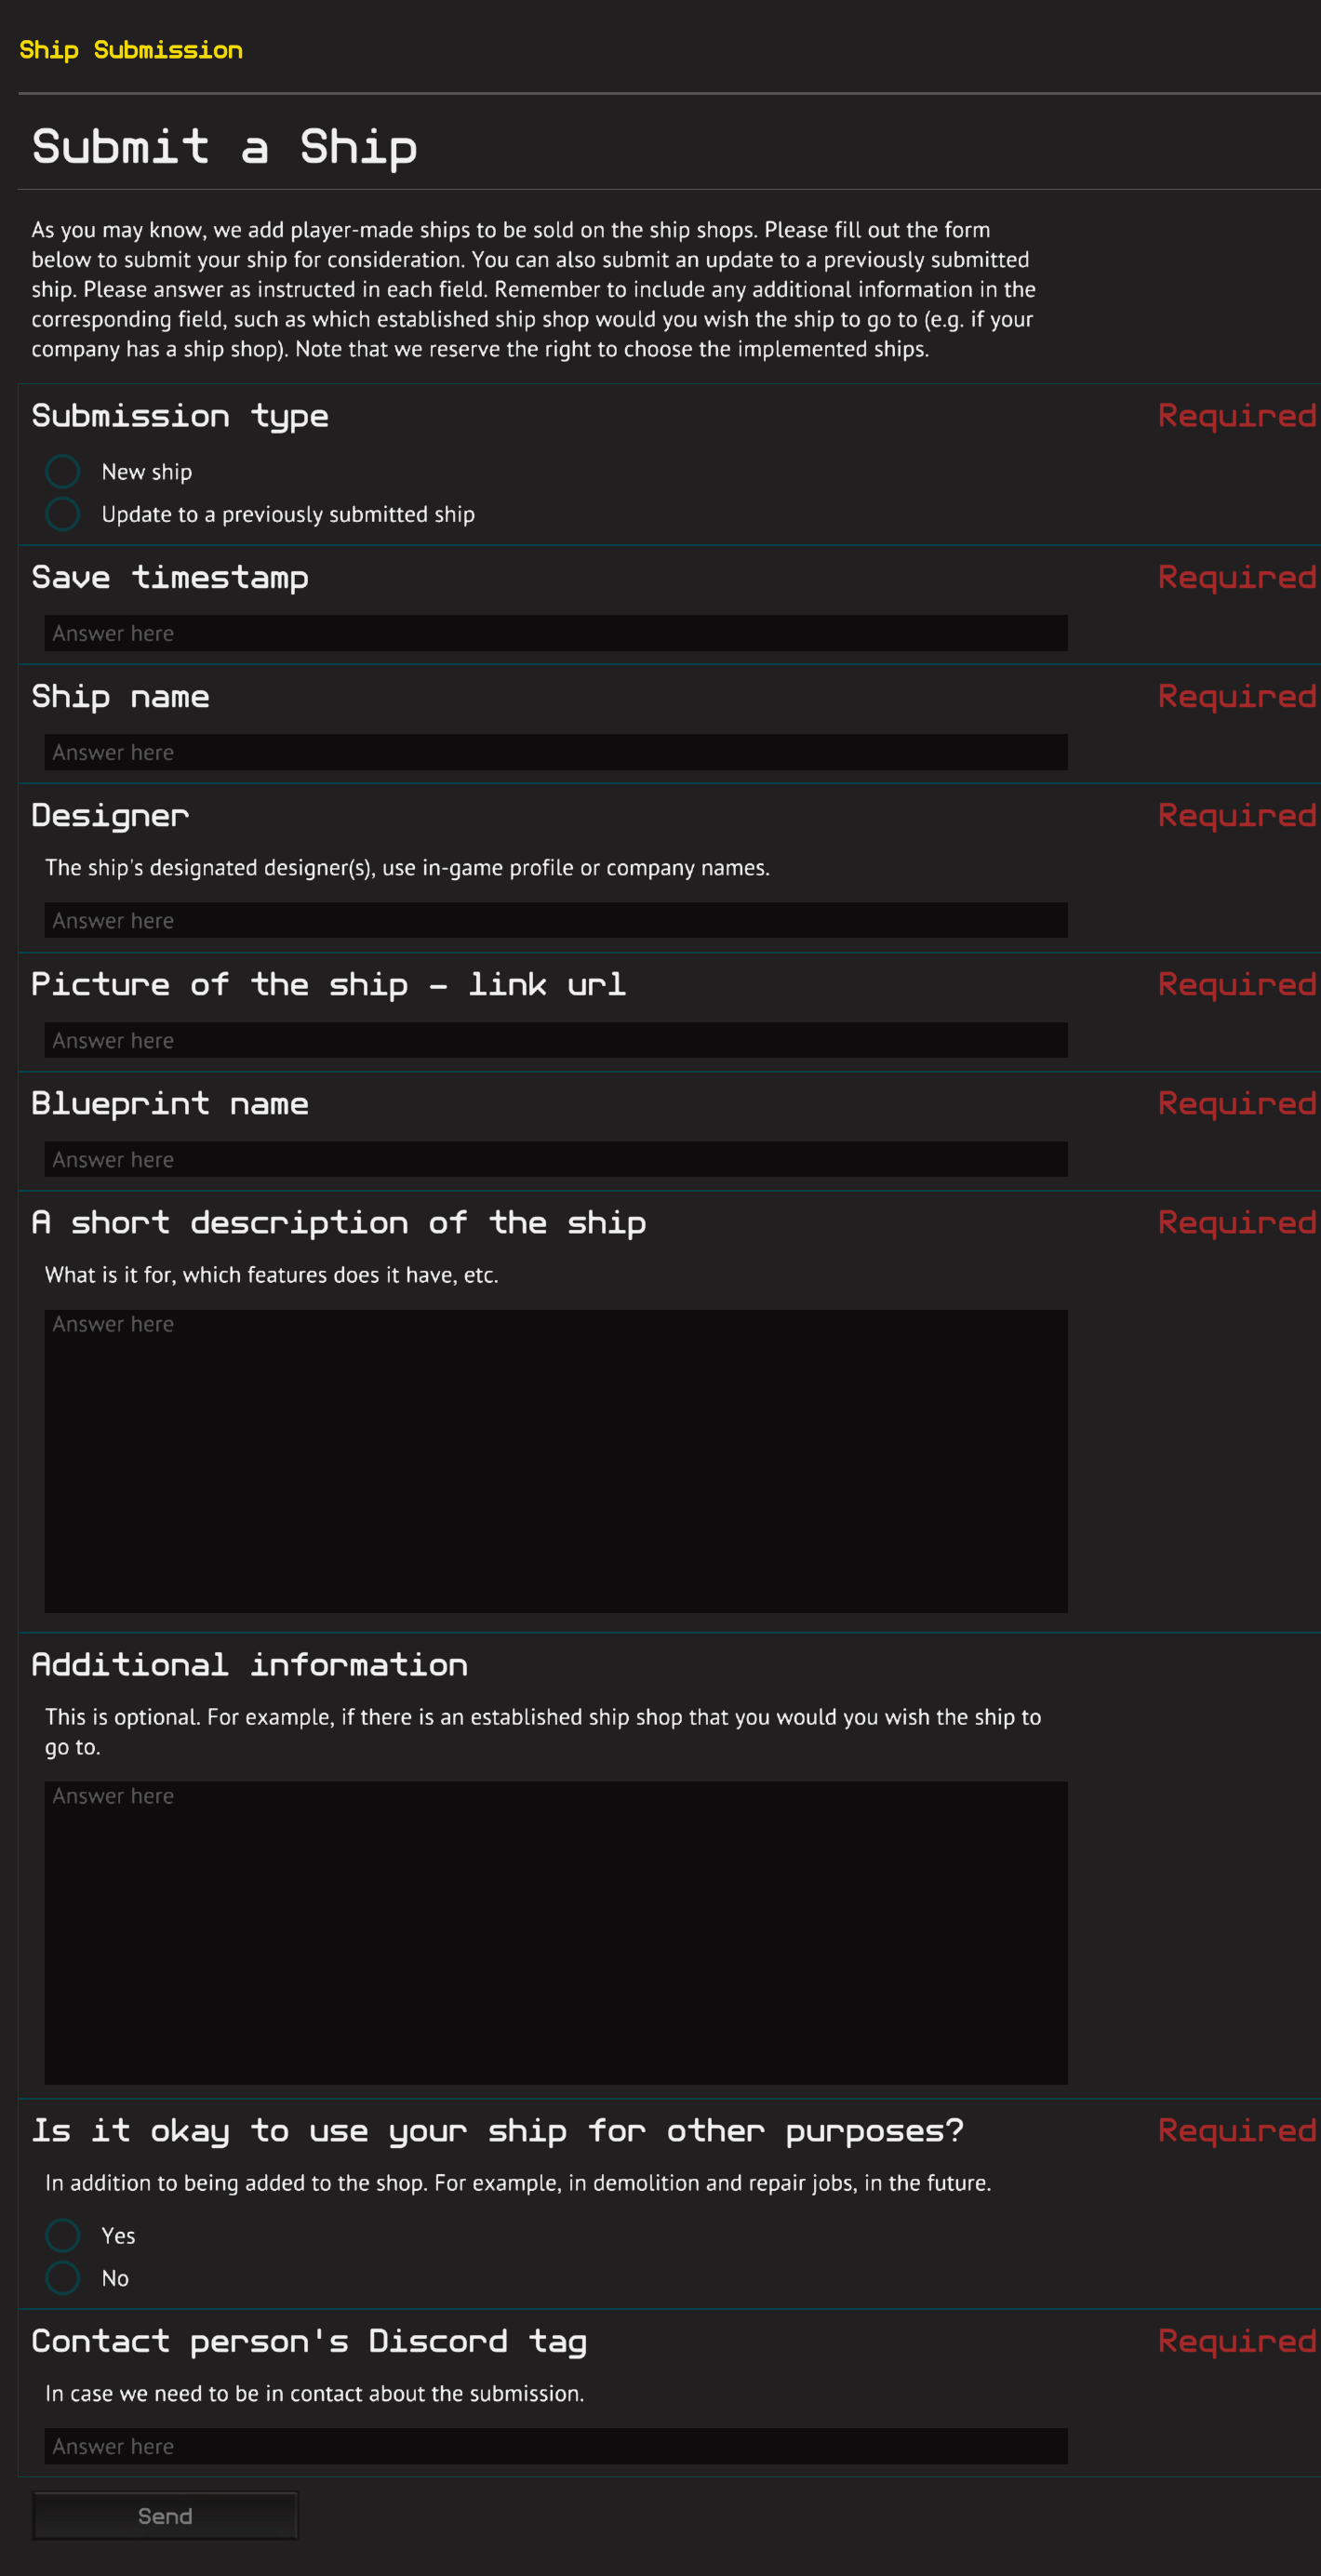 Ship Submission
Submit a Ship
As you may know, we add player-made ships to be sold on the ship shops. Please fill out the form
below to submit your ship for consideration. You can also submit an update to a previously submitted
ship. Please answer as instructed in each field. Remember to include any additional information in the
corresponding field, such as which established ship shop would you wish the ship to go to (e.g. if your
company has a ship shop). Note that we reserve the right to choose the implemented ships.
Submission type Required
New ship
Update to a previously submitted ship
Save timestamp Required
Answer here
Ship name Required
Answer here
Designer Required
The ship's designated designer(s), use in-game profile or company names.
Answer here
Picture of the ship - link url Required
Answer here
Blueprint name Required
Answer here
A short description of the ship Required
What is it for, which features does it have, etc.
Answer here
Additional information
This is optional. For example, if there is an established ship shop that you would you wish the ship to
go to.
Answer here
Is it okay to use your ship for other purposes? Required
In addition to being added to the shop. For example, in demolition and repair jobs, in the future.
Yes
No
Contact person's Discord tag Required
In case we need to be in contact about the submission.
Answer here
Send